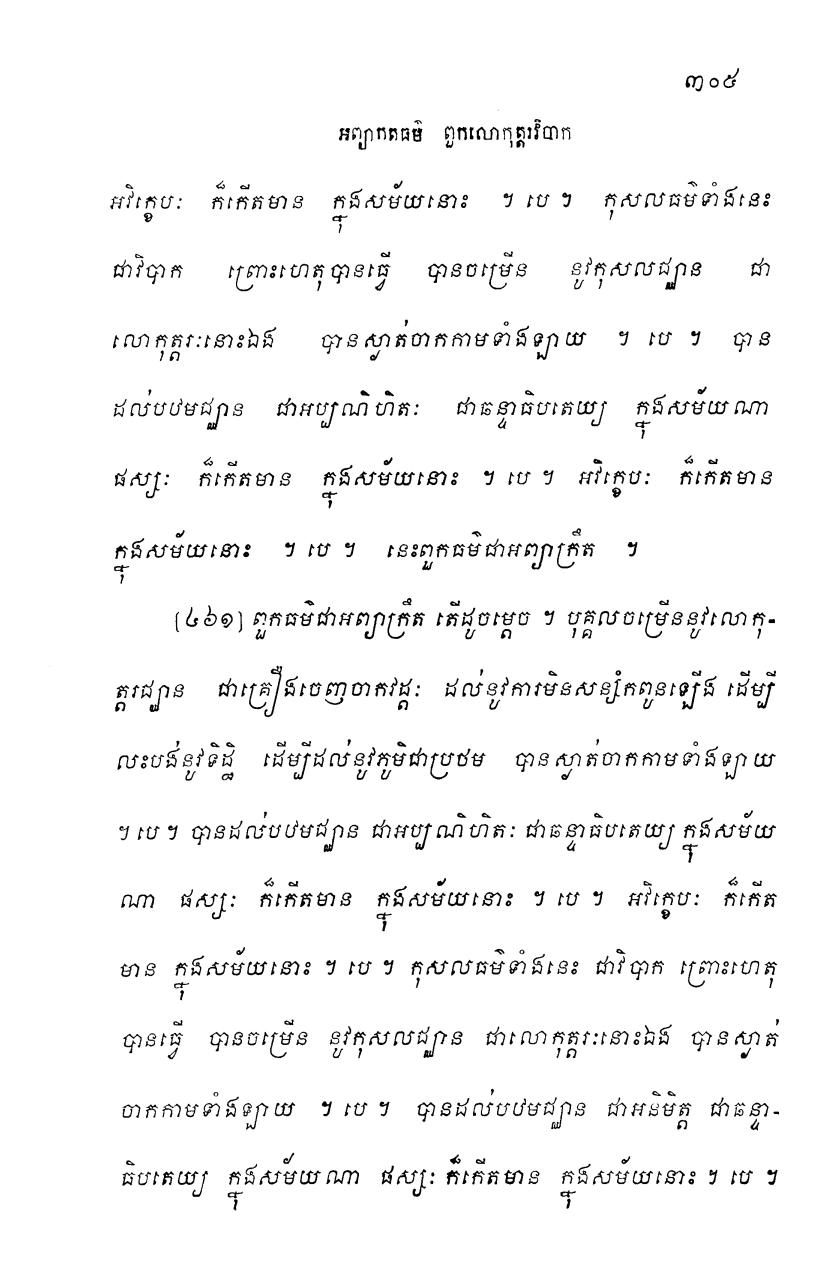 ៣០៥
អព្យាកតធម៌ ពួកលោកុត្តរវិបាក
អវិក្ខេបៈ ក៏កើតមាន ក្នុងសម័យនោះ ។ បេ ។ កុសលធម៌ទាំងនេះ
ជាវិបាក ព្រោះហេតុបានធ្វើ បានចម្រើន នូវកុសលជ្ឈាន ជា
លោកុត្តរៈនោះឯង បានស្ងាត់ចាកកាមទាំងឡាយ ។ បេ ។ បាន
ដល់បឋមជ្ឈាន ជាអប្បណិហិតៈ ជាឆន្ទាធិបតេយ្យ ក្នុងសម័យណា
ផស្សៈ ក៏កើតមាន ក្នុងសម័យនោះ ។ បេ ។ អវិក្ខេបៈ ក៏កើតមាន
ក្នុងសម័យនោះ ។ បេ ។ នេះពួកធម៌ជាអព្យាក្រឹត ។
[៤៦១] ពួកធម៌ជាអព្យាក្រឹត តើដូចម្តេច ។ បុគ្គលចម្រើននូវលោកុ-
ត្តរជ្ឈាន ជាគ្រឿងចេញចាកវដ្តៈ ដល់នូវការមិនសន្សំកពូនឡើង ដើម្បី
លះបង់នូវទិដ្ឋិ ដើម្បីដល់នូវភូមិជាប្រថម បានស្ងាត់ចាកកាមទាំងឡាយ
។ បេ ។ បានដល់បឋមជ្ឈាន ជាអប្បណិហិតៈ ជាឆន្ទាធិបតេយ្យ ក្នុងសម័យ
ណា ផស្សៈ ក៏កើតមាន ក្នុងសម័យនោះ ។ បេ ។ អវិក្ខេបៈ ក៏កើត
មាន ក្នុងសម័យនោះ ។ បេ ។ កុសលធម៌ទាំងនេះ ជាវិបាក ព្រោះហេតុ
បានធ្វើ បានចម្រើន នូវកុសលជ្ឈាន ជាលោកុត្តរៈនោះឯង បានស្ងាត់
ចាកកាមទាំងឡាយ ។ បេ ។ បានដល់បឋមជ្ឈាន ជាអនិមិត្ត ជាឆន្ទា-
ធិបតេយ្យ ក្នុងសម័យណា ផស្សៈ ក៏កើតមាន ក្នុងសម័យនោះ ។ បេ ។